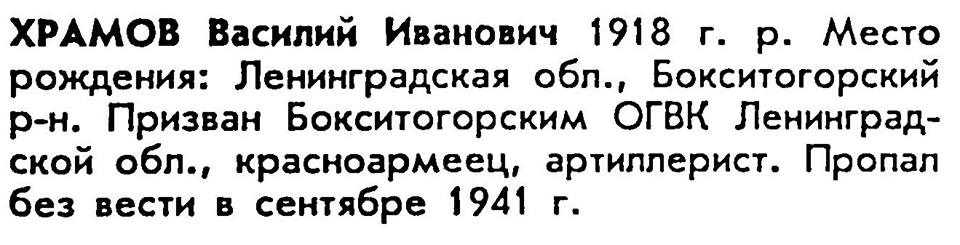 ХРАМОВ Василий Иванович 1918 г. р. Место
рождения: Ленинградская обл., Бокситогорский
р-н. Призван Бокситогорским ОГВК Ленинград-
ской обл., красноармеец, артиллерист. Пропал
без вести в сентябре 1941 г.